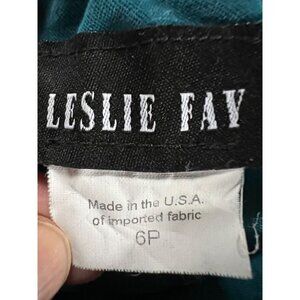 LESLIE FAY
Made in the U.S.A.
of imported fabric
6P